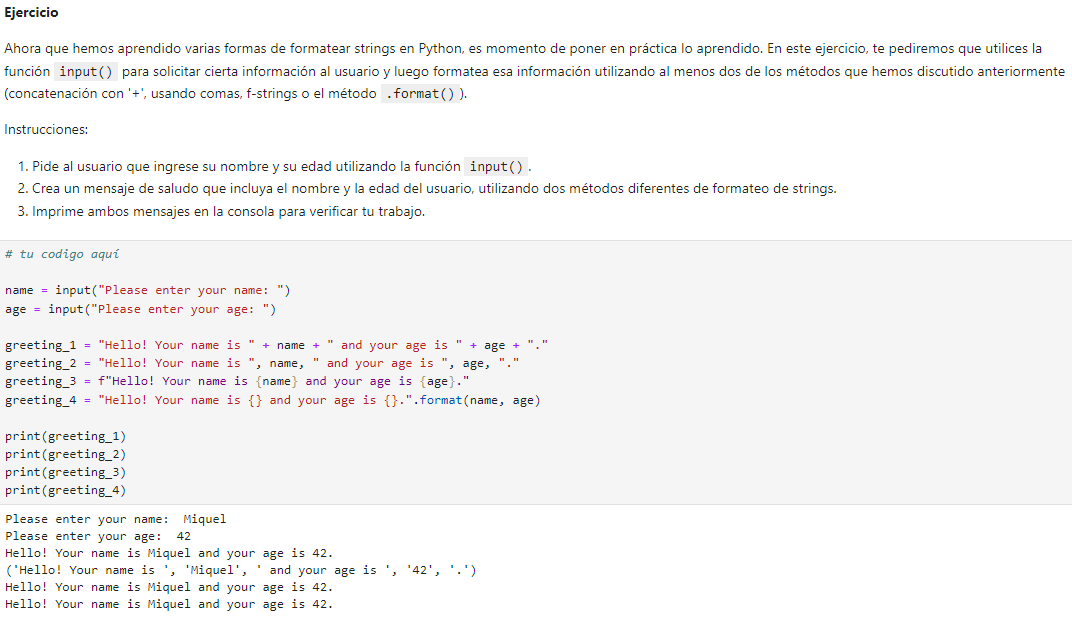 Ejercicio
Ahora que hemos aprendido varias formas de formatear strings en Python, es momento de poner en práctica lo aprendido. En este ejercicio, te pediremos que utilices la
función input() para solicitar cierta información al usuario y luego formatea esa información utilizando al menos dos de los métodos que hemos discutido anteriormente
(concatenación con '+', usando comas, f-strings o el método .format() ).
Instrucciones:
1. Pide al usuario que ingrese su nombre y su edad utilizando la función input() .
2. Crea un mensaje de saludo que incluya el nombre y la edad del usuario, utilizando dos métodos diferentes de formateo de strings.
3. Imprime ambos mensajes en la consola para verificar tu trabajo.
# tu codigo aquí
name = input("Please enter your name: ")
age = input("Please enter your age: ")
greeting_1 = "Hello! Your name is " + name + " and your age is " + age + "."
greeting_2 = "Hello! Your name is ", name, " and your age is ", age, "."
greeting_3 = f"Hello! Your name is {name} and your age is {age}."
greeting_4 = "Hello! Your name is {} and your age is {}.".format(name, age)
print(greeting_1)
print(greeting_2)
print(greeting_3)
print(greeting_4)
Please enter your name:  Miquel
Please enter your age:  42
Hello! Your name is Miquel and your age is 42.
('Hello! Your name is ', 'Miquel', ' and your age is ', '42', '.')
Hello! Your name is Miquel and your age is 42.
Hello! Your name is Miquel and your age is 42.